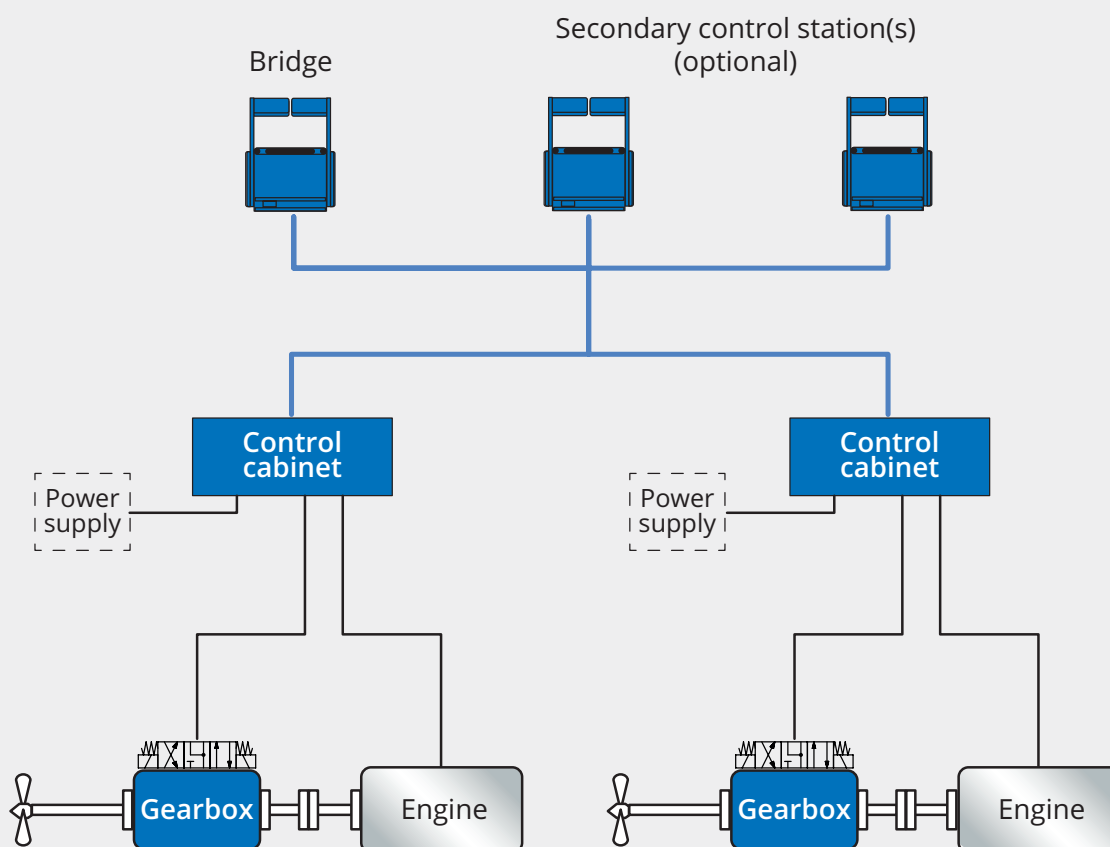 Secondary control station(s)
(optional)
Bridge
Control
cabinet
Control
cabinet
Power
supply
Power
supply
Gearbox
Engine
Gearbox
Engine